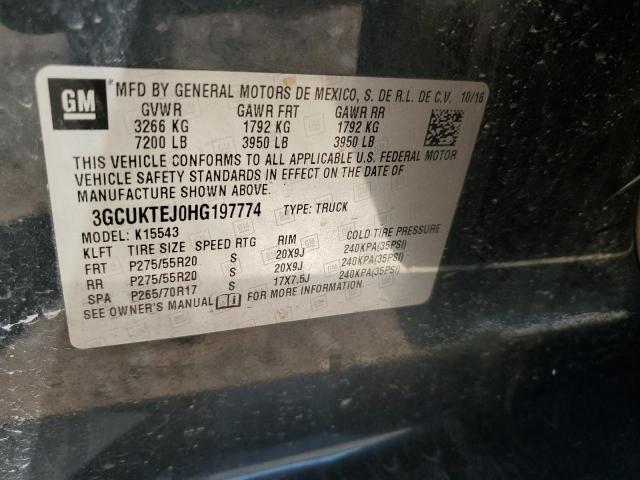 GM
MFD BY GENERAL MOTORS DE MEXICO, S. DE R.L. DE C.V. 10/16
GVWR GAWR FRT GAWR RR
3266 KG 1792 KG 1792 KG
7200 LB 3950 LB 3950 LB
THIS VEHICLE CONFORMS TO ALL APPLICABLE U.S. FEDERAL MOTOR
VEHICLE SAFETY STANDARDS IN EFFECT ON THE DATE OF
MANUFACTURE SHOWN ABOVE.
3GCUKTEJ0HG197774 TYPE: TRUCK
MODEL: K15543
KLFT TIRE SIZE SPEED RTG RIM COLD TIRE PRESSURE
FRT P275/55R20 S 20X9J 240KPA(35PSI)
RR P275/55R20 S 20X9J 240KPA(35PSI)
SPA P265/70R17 S 17X7.5J 240KPA(35PSI)
SEE OWNER'S MANUAL FOR MORE INFORMATION.